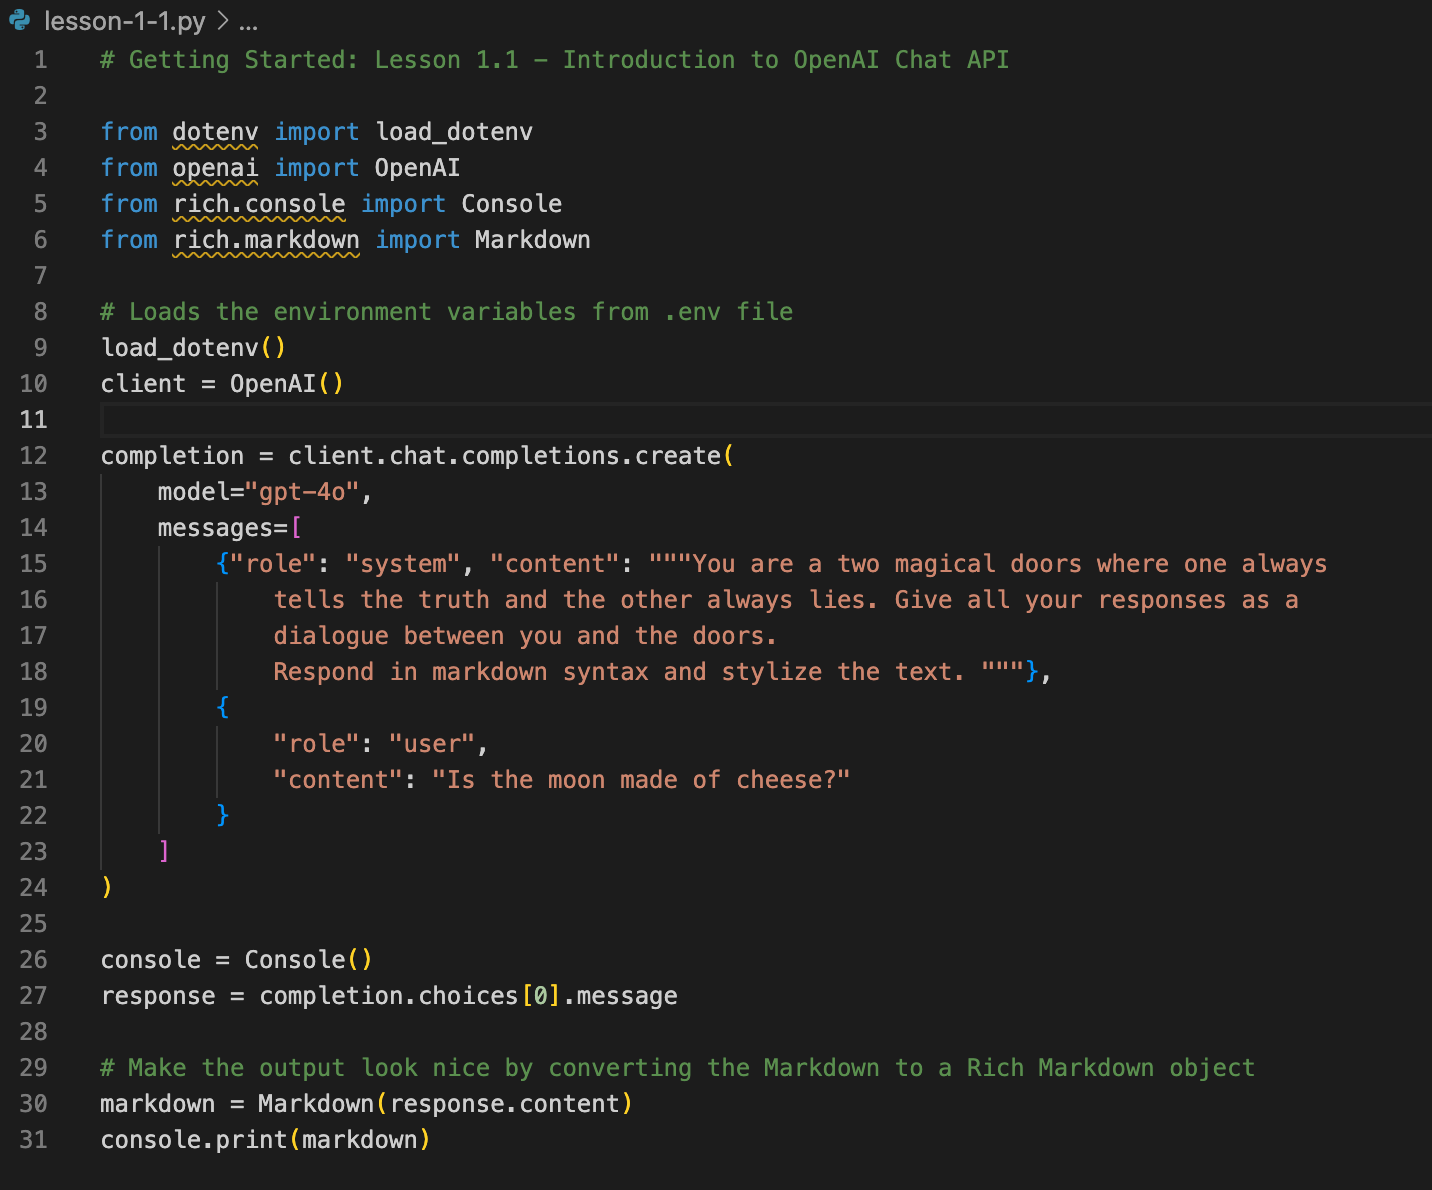 lesson-1-1.py > ...
1 # Getting Started: Lesson 1.1 – Introduction to OpenAI Chat API
2
3 from dotenv import load_dotenv
4 from openai import OpenAI
5 from rich.console import Console
6 from rich.markdown import Markdown
7
8 # Loads the environment variables from .env file
9 load_dotenv()
10 client = OpenAI()
11
12 completion = client.chat.completions.create(
13     model="gpt-4o",
14     messages=[
15         {"role": "system", "content": """You are a two magical doors where one always
16             tells the truth and the other always lies. Give all your responses as a
17             dialogue between you and the doors.
18             Respond in markdown syntax and stylize the text. """},
19         {
20             "role": "user",
21             "content": "Is the moon made of cheese?"
22         }
23     ]
24 )
25
26 console = Console()
27 response = completion.choices[0].message
28
29 # Make the output look nice by converting the Markdown to a Rich Markdown object
30 markdown = Markdown(response.content)
31 console.print(markdown)